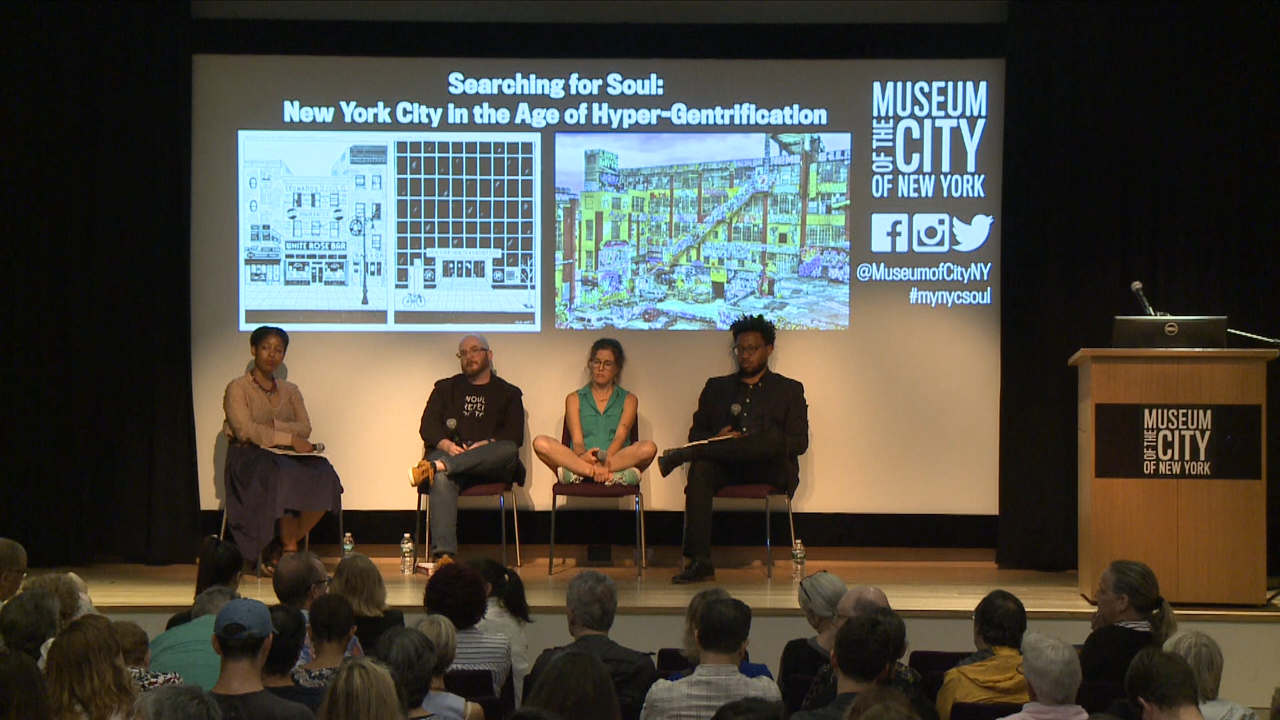 Searching for Soul:
New York City in the Age of Hyper-Gentrification
MUSEUM
OF THE CITY
OF NEW YORK
@MuseumofCityNY
#mynycsoul
WHITE ROSE BAR
MUSEUM
OF THE CITY
OF NEW YORK
DELL